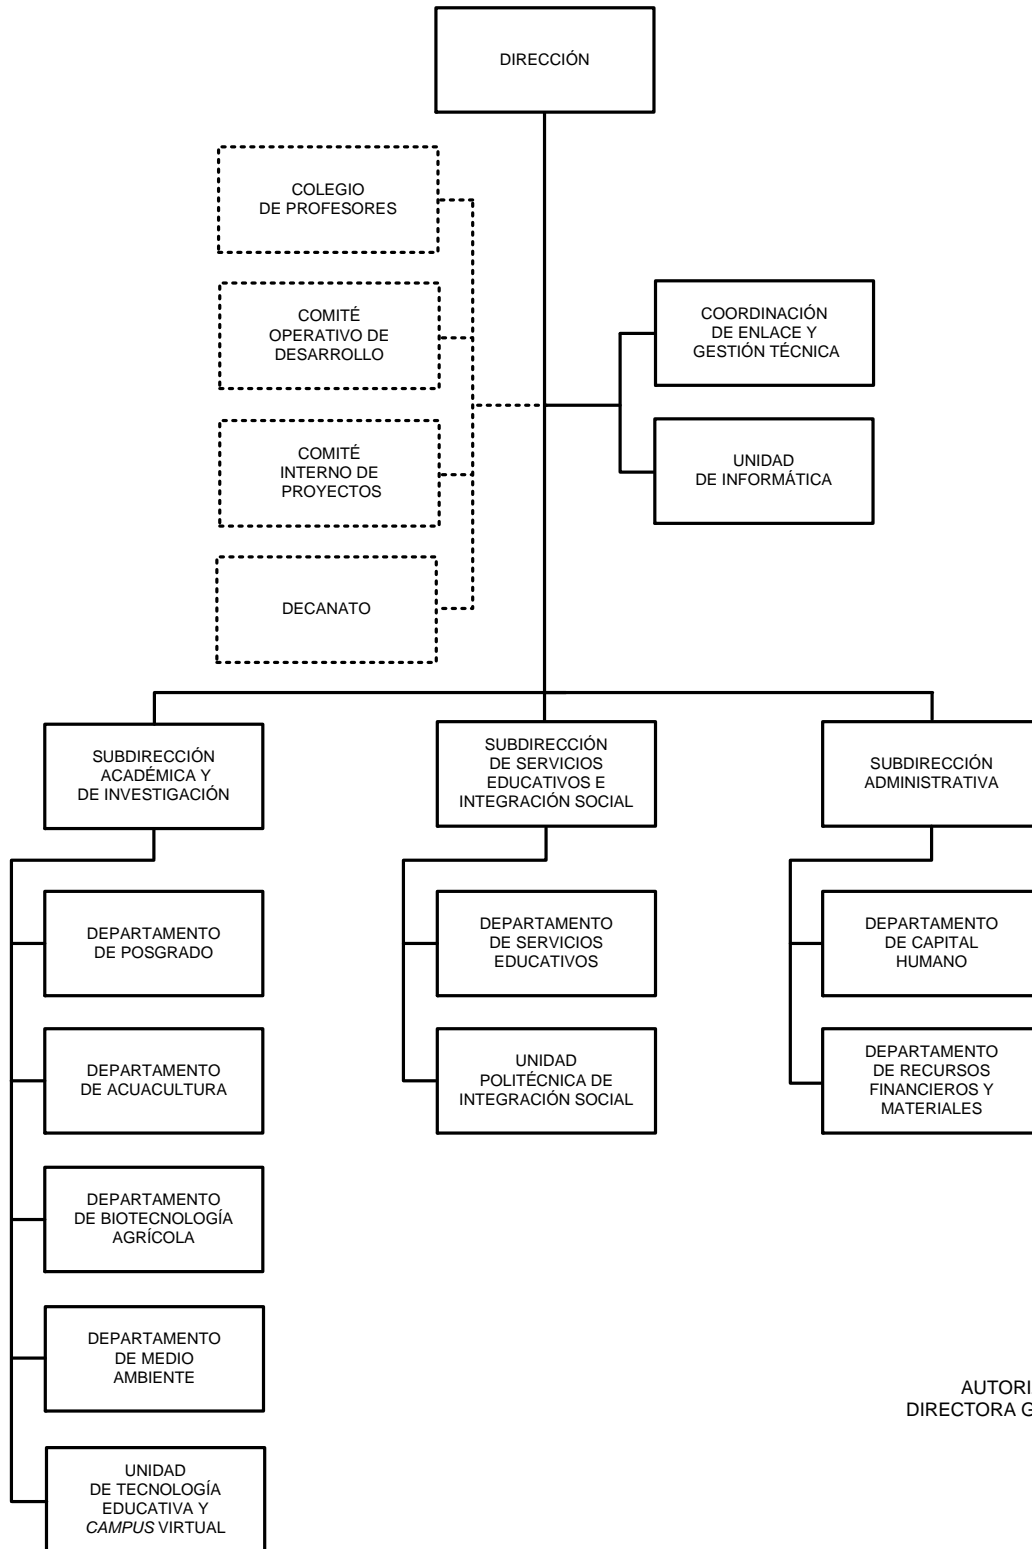 DIRECCIÓN
COLEGIO
DE PROFESORES
COMITÉ
OPERATIVO DE
DESARROLLO
COMITÉ
INTERNO DE
PROYECTOS
DECANATO
COORDINACIÓN
DE ENLACE Y
GESTIÓN TÉCNICA
UNIDAD
DE INFORMÁTICA
SUBDIRECCIÓN
ACADÉMICA Y
DE INVESTIGACIÓN
SUBDIRECCIÓN
DE SERVICIOS
EDUCATIVOS E
INTEGRACIÓN SOCIAL
SUBDIRECCIÓN
ADMINISTRATIVA
DEPARTAMENTO
DE POSGRADO
DEPARTAMENTO
DE ACUACULTURA
DEPARTAMENTO
DE BIOTECNOLOGÍA
AGRÍCOLA
DEPARTAMENTO
DE MEDIO
AMBIENTE
UNIDAD
DE TECNOLOGÍA
EDUCATIVA Y
CAMPUS VIRTUAL
DEPARTAMENTO
DE SERVICIOS
EDUCATIVOS
UNIDAD
POLITÉCNICA DE
INTEGRACIÓN SOCIAL
DEPARTAMENTO
DE CAPITAL
HUMANO
DEPARTAMENTO
DE RECURSOS
FINANCIEROS Y
MATERIALES
AUTORI
DIRECTORA G